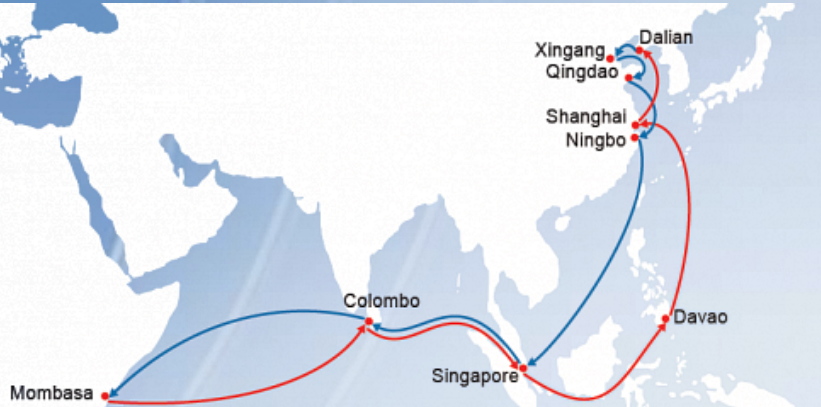 Dalian
Xingang
Qingdao
Shanghai
Ningbo
Colombo
Davao
Singapore
Mombasa